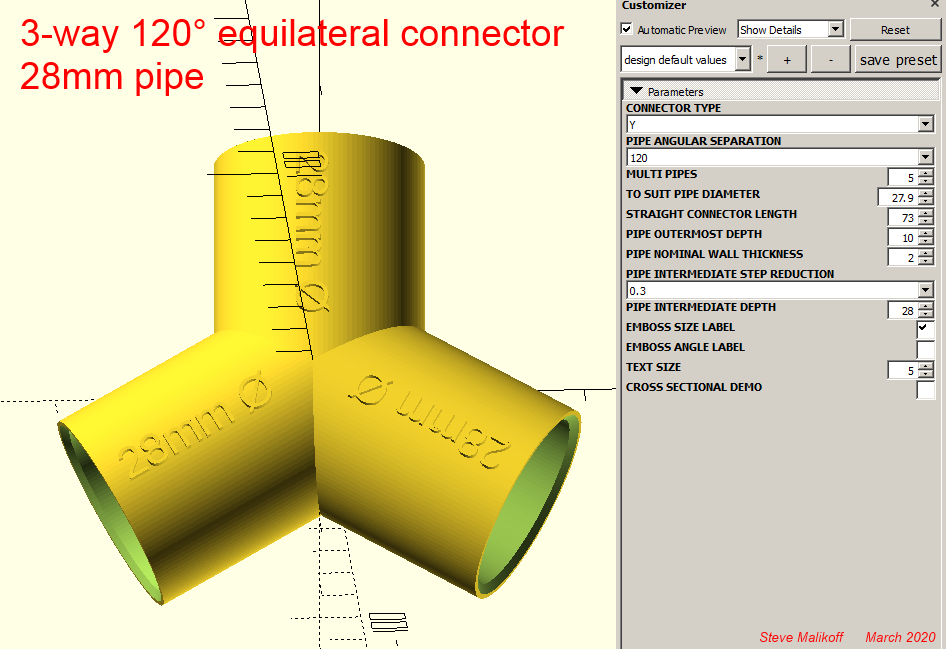 3-way 120° equilateral connector
28mm pipe
28mm Ø
28mm Ø
28mm Ø
Customizer
Automatic Preview
Show Details
Reset
design default values
*
+
-
save preset
Parameters
CONNECTOR TYPE
Y
PIPE ANGULAR SEPARATION
120
MULTI PIPES 5
TO SUIT PIPE DIAMETER 27.9
STRAIGHT CONNECTOR LENGTH 73
PIPE OUTERMOST DEPTH 10
PIPE NOMINAL WALL THICKNESS 2
PIPE INTERMEDIATE STEP REDUCTION
0.3
PIPE INTERMEDIATE DEPTH 28
EMBOSS SIZE LABEL
EMBOSS ANGLE LABEL
TEXT SIZE 5
CROSS SECTIONAL DEMO
Steve Malikoff March 2020